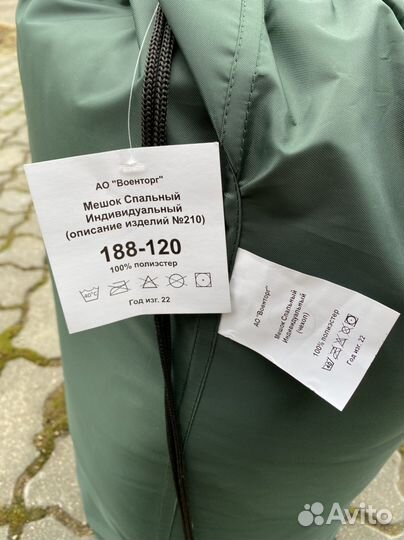 АО "Военторг"
Мешок Спальный
Индивидуальный
(описание изделий №210)
188-120
100% полиэстер
40°C
Год изг. 22
АО "Военторг"
Мешок Спальный
Индивидуальный
(чехол)
100% полиэстер
Год изг. 22
Avito